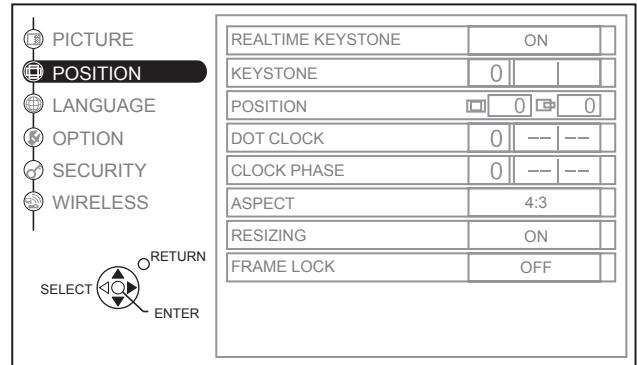 PICTURE
POSITION
LANGUAGE
OPTION
SECURITY
WIRELESS
RETURN
SELECT
ENTER
REALTIME KEYSTONE ON
KEYSTONE 0
POSITION 0 0
DOT CLOCK 0 -- --
CLOCK PHASE 0 -- --
ASPECT 4:3
RESIZING ON
FRAME LOCK OFF